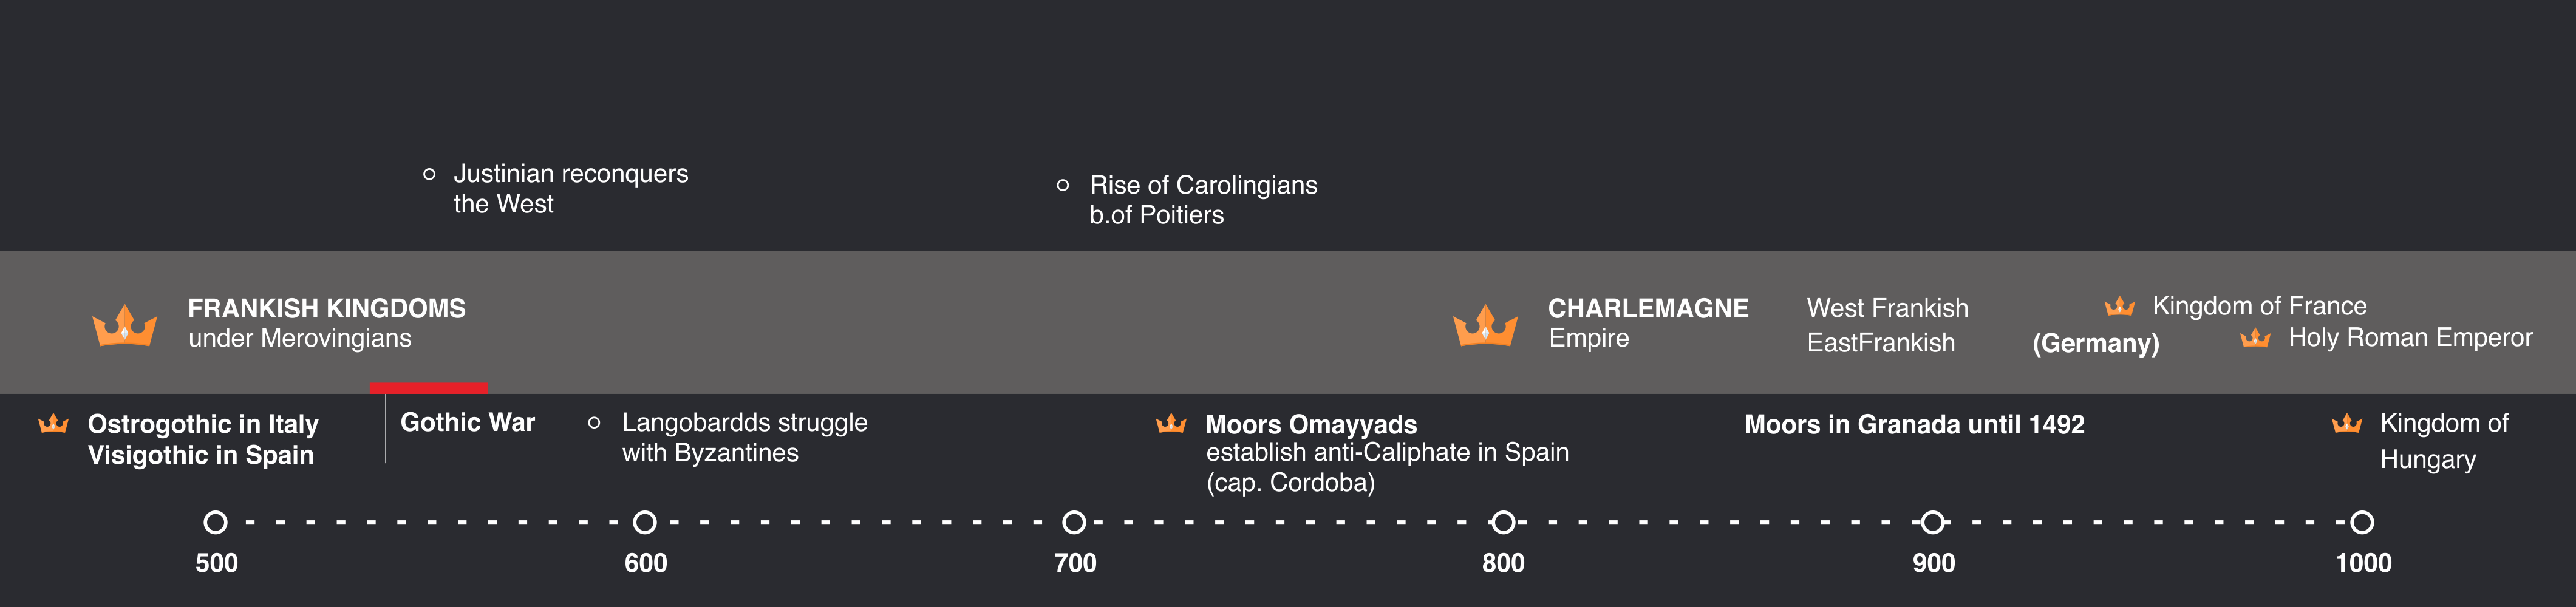 Justinian reconquers
the West
Rise of Carolingians
b.of Poitiers
FRANKISH KINGDOMS
under Merovingians
CHARLEMAGNE
Empire
West Frankish
EastFrankish
(Germany)
Kingdom of France
Holy Roman Emperor
Ostrogothic in Italy
Visigothic in Spain
Gothic War
Langobardds struggle
with Byzantines
Moors Omayyads
establish anti-Caliphate in Spain
(cap. Cordoba)
Moors in Granada until 1492
Kingdom of
Hungary
500
600
700
800
900
1000